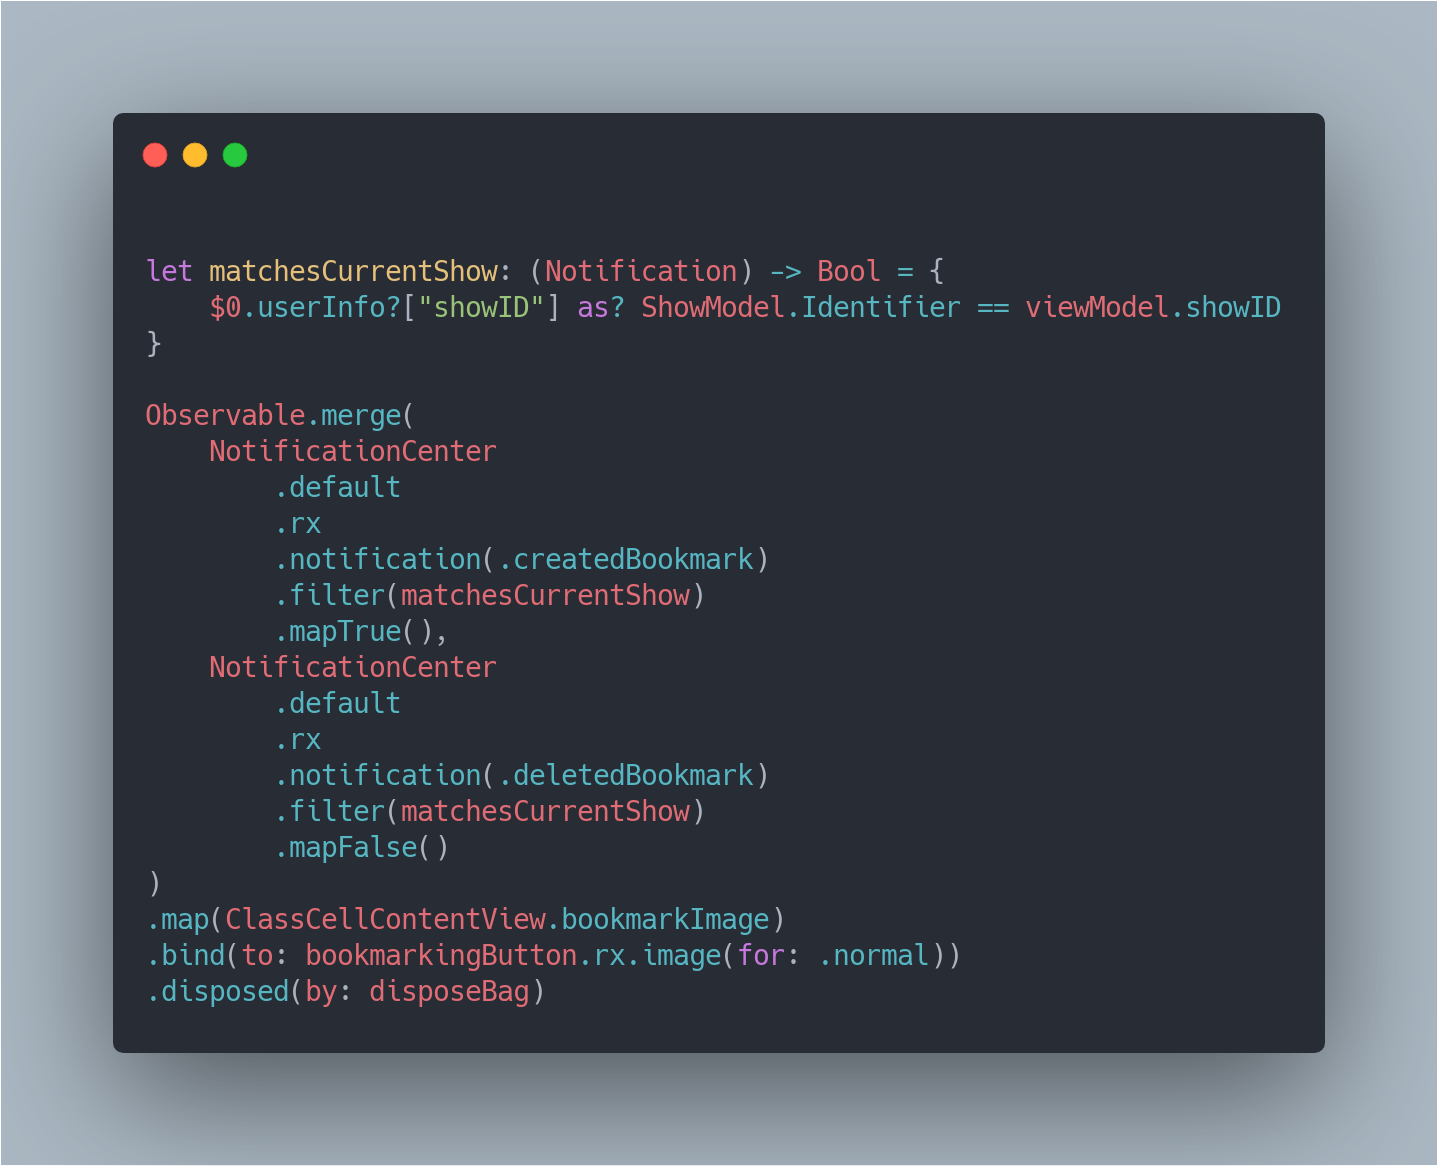 let matchesCurrentShow: (Notification) -> Bool = {
    $0.userInfo?["showID"] as? ShowModel.Identifier == viewModel.showID
}

Observable.merge(
    NotificationCenter
        .default
        .rx
        .notification(.createdBookmark)
        .filter(matchesCurrentShow)
        .mapTrue(),
    NotificationCenter
        .default
        .rx
        .notification(.deletedBookmark)
        .filter(matchesCurrentShow)
        .mapFalse()
)
.map(ClassCellContentView.bookmarkImage)
.bind(to: bookmarkingButton.rx.image(for: .normal))
.disposed(by: disposeBag)